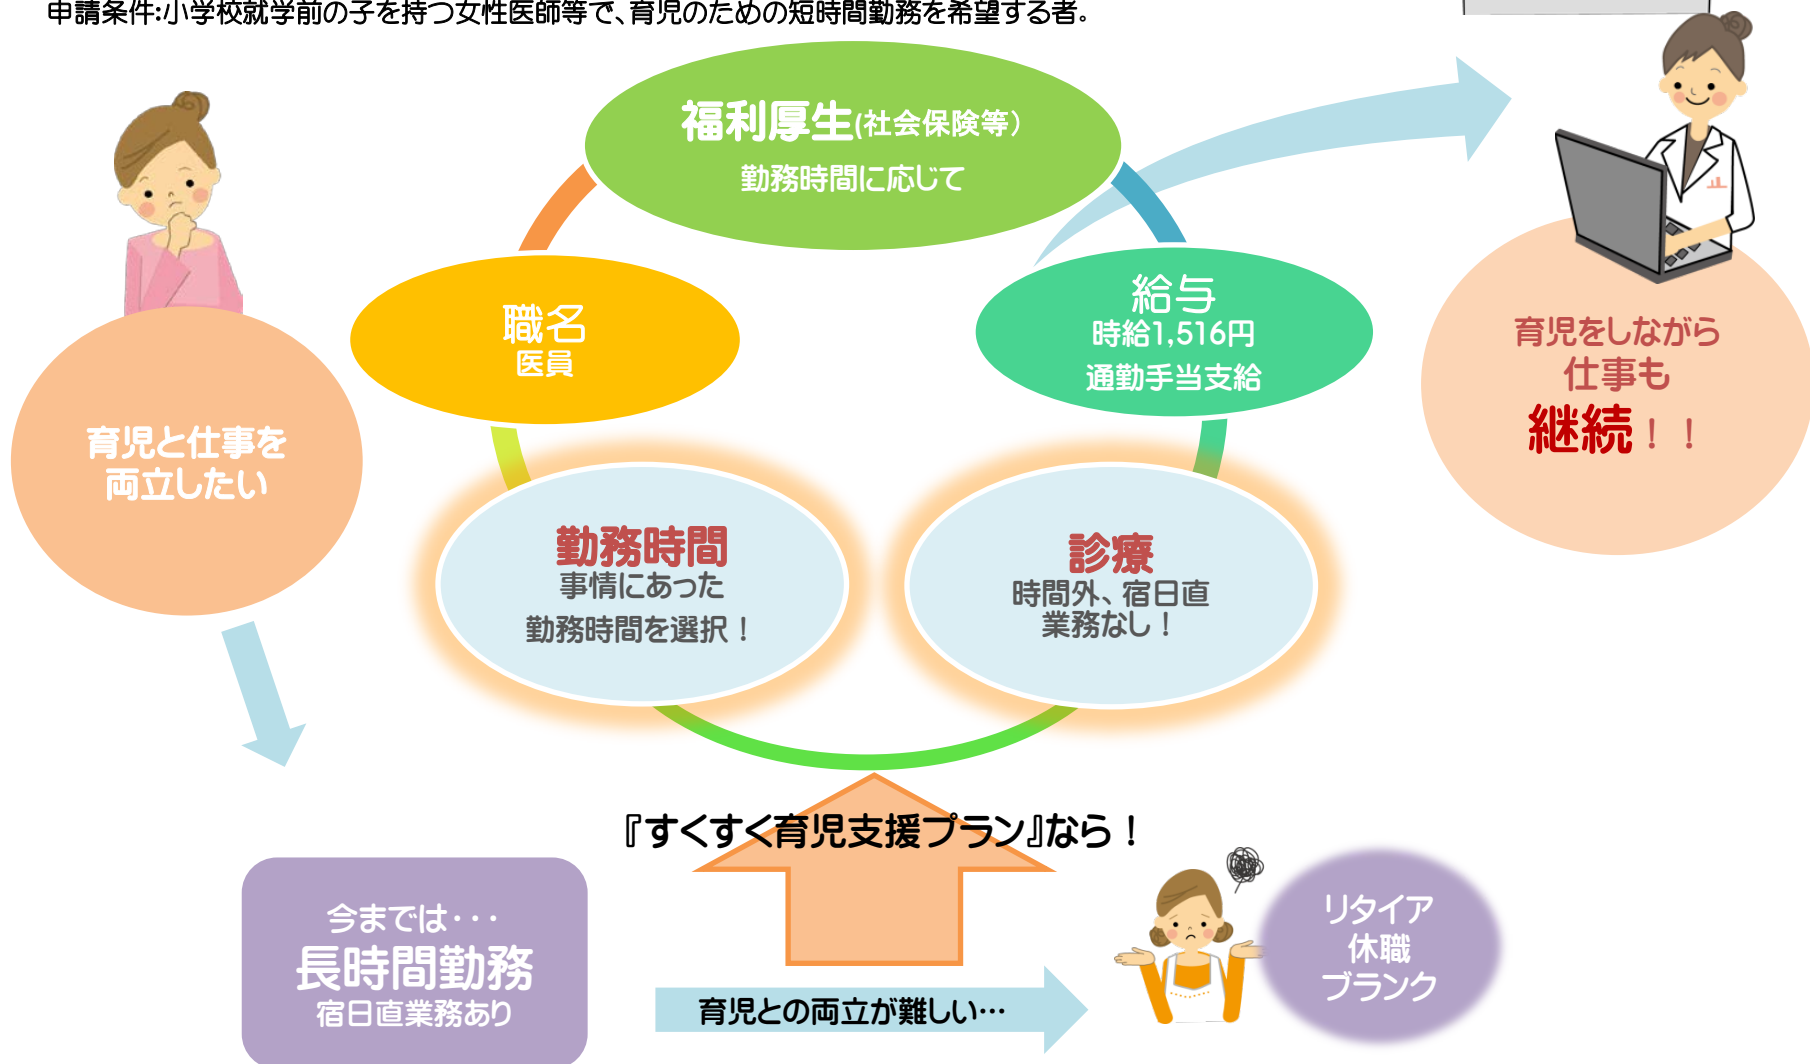 申請条件:小学校就学前の子を持つ女性医師等で、育児のための短時間勤務を希望する者。
福利厚生(社会保険等)
勤務時間に応じて
職名
医員
給与
時給1,516円
通勤手当支給
育児と仕事を
両立したい
育児をしながら
仕事も
継続！！
勤務時間
事情にあった
勤務時間を選択！
診療
時間外、宿日直
業務なし！
『すくすく育児支援プラン』なら！
今までは・・・
長時間勤務
宿日直業務あり
育児との両立が難しい…
リタイア
休職
ブランク